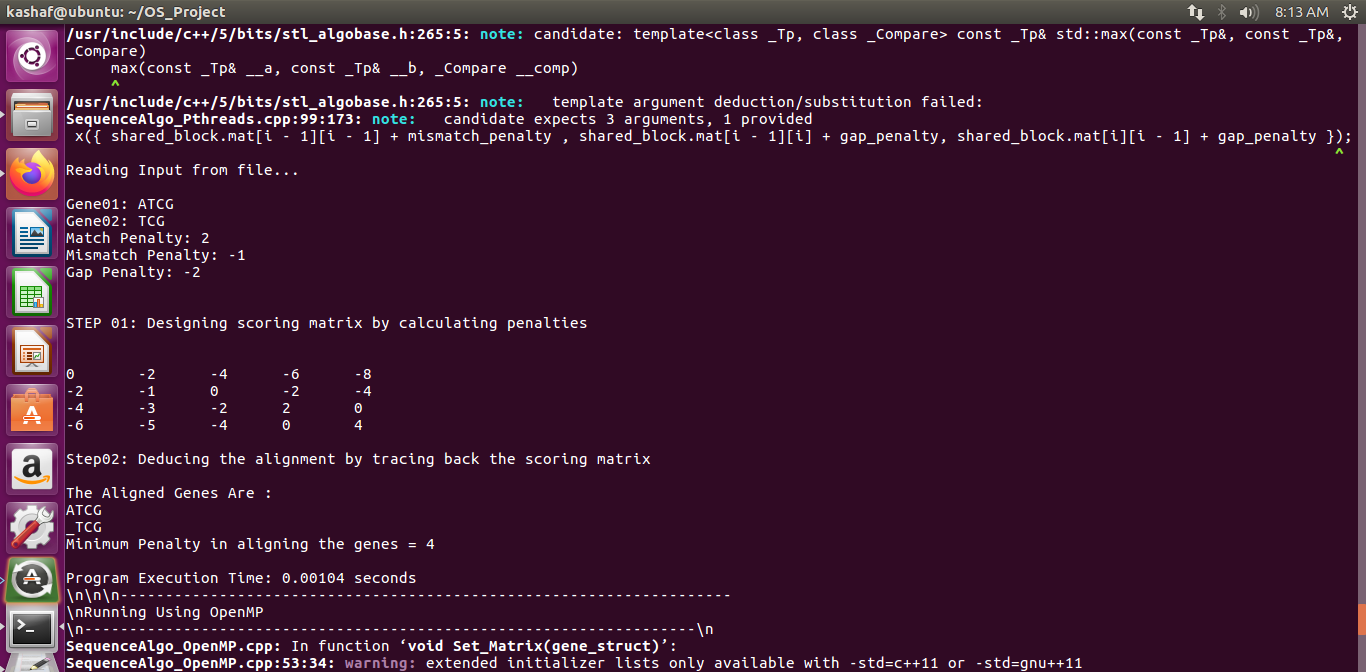 kashaf@ubuntu: ~/OS_Project
8:13 AM
/usr/include/c++/5/bits/stl_algobase.h:265:5: note: candidate: template<class _Tp, class _Compare> const _Tp& std::max(const _Tp&, const _Tp&,
_Compare)
max(const _Tp& __a, const _Tp& __b, _Compare __comp)
^
/usr/include/c++/5/bits/stl_algobase.h:265:5: note:   template argument deduction/substitution failed:
SequenceAlgo_Pthreads.cpp:99:173: note:   candidate expects 3 arguments, 1 provided
x({ shared_block.mat[i - 1][i - 1] + mismatch_penalty , shared_block.mat[i - 1][i] + gap_penalty, shared_block.mat[i][i - 1] + gap_penalty });
^
Reading Input from file...
Gene01: ATCG
Gene02: TCG
Match Penalty: 2
Mismatch Penalty: -1
Gap Penalty: -2
STEP 01: Designing scoring matrix by calculating penalties
0 -2 -4 -6 -8
-2 -1 0 -2 -4
-4 -3 -2 2 0
-6 -5 -4 0 4
Step02: Deducing the alignment by tracing back the scoring matrix
The Aligned Genes Are :
ATCG
_TCG
Minimum Penalty in aligning the genes = 4
Program Execution Time: 0.00104 seconds
\n\n\n--------------------------------------------------------------------
\nRunning Using OpenMP
\n--------------------------------------------------------------------\n
SequenceAlgo_OpenMP.cpp: In function ‘void Set_Matrix(gene_struct)’:
SequenceAlgo_OpenMP.cpp:53:34: warning: extended initializer lists only available with -std=c++11 or -std=gnu++11